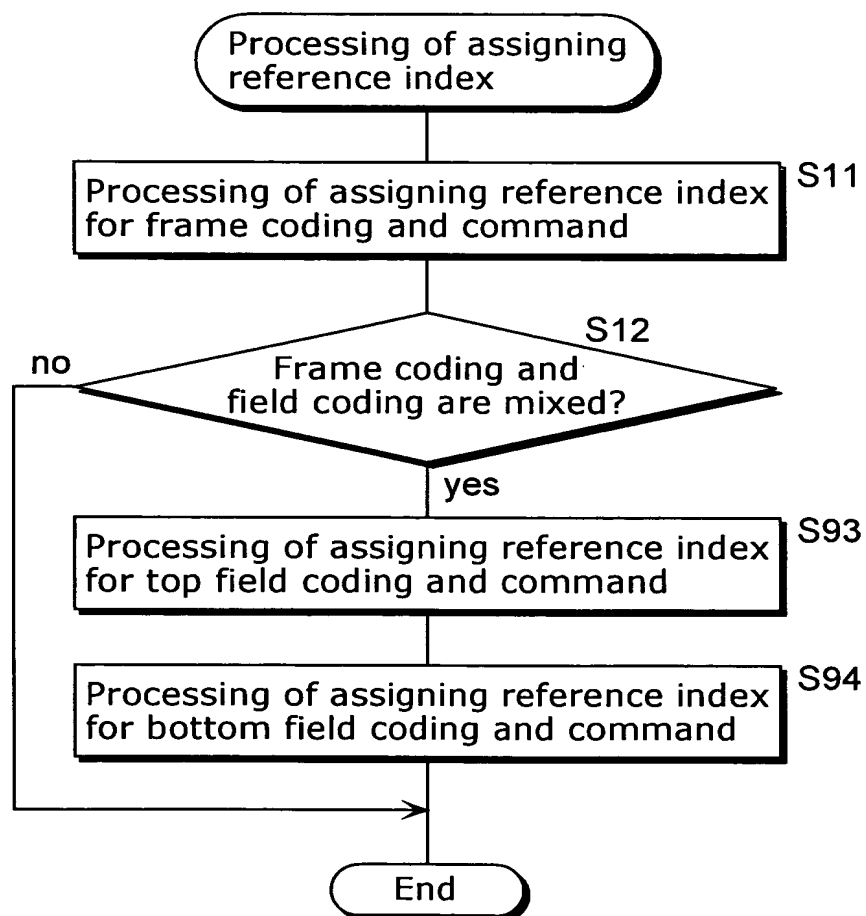 Processing of assigning
reference index
S11
Processing of assigning reference index
for frame coding and command
S12
no
Frame coding and
field coding are mixed?
yes
S93
Processing of assigning reference index
for top field coding and command
S94
Processing of assigning reference index
for bottom field coding and command
End